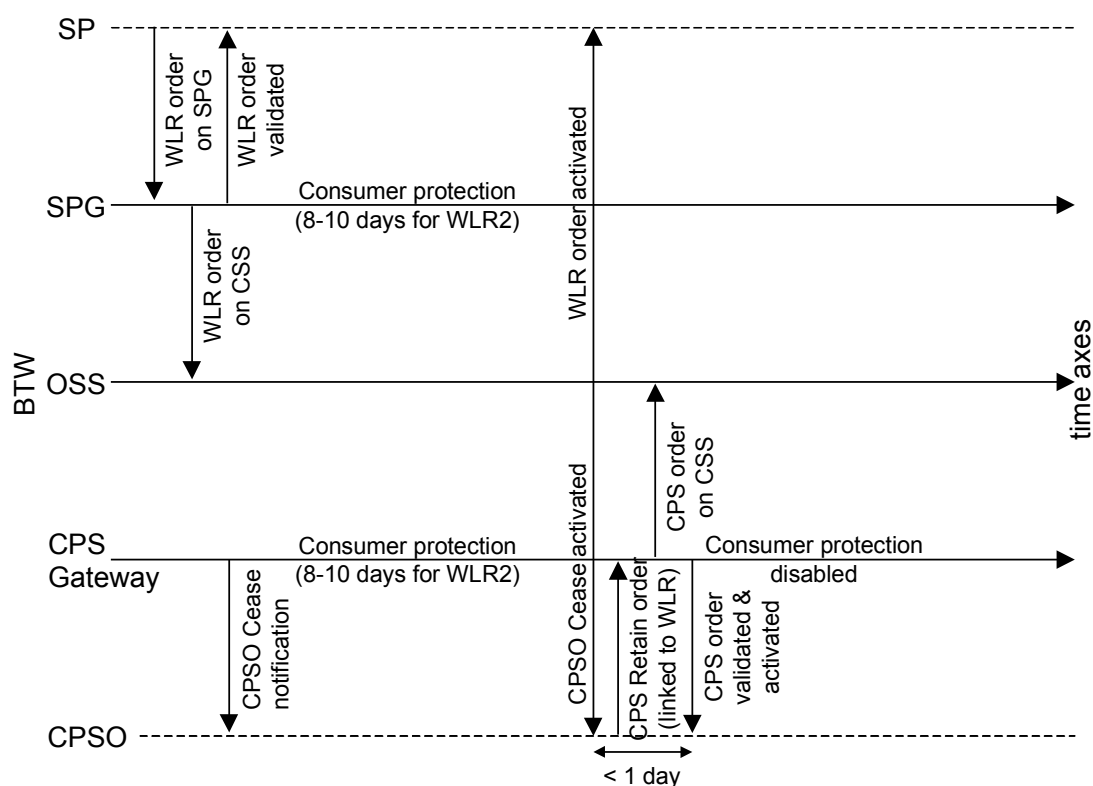 SP
WLR order
on SPG
WLR order
validated
WLR order activated
SPG
Consumer protection
(8-10 days for WLR2)
WLR order
on CSS
BTW
OSS
time axes
CPS order
on CSS
CPS
Gateway
Consumer protection
(8-10 days for WLR2)
Consumer protection
disabled
CPSO Cease
notification
CPSO Cease activated
CPS Retain order
(linked to WLR)
CPS order
validated &
activated
CPSO
< 1 day